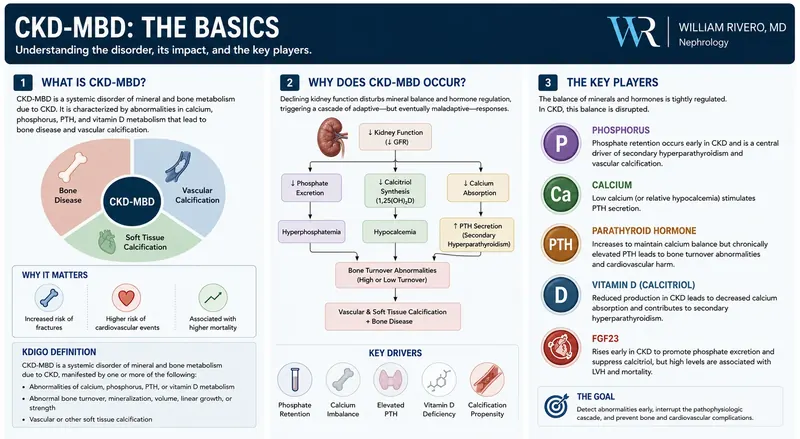 CKD-MBD: THE BASICS
Understanding the disorder, its impact, and the key players.
WR
WILLIAM RIVERO, MD
Nephrology
1 WHAT IS CKD-MBD?
CKD-MBD is a systemic disorder of mineral and bone metabolism
due to CKD. It is characterized by abnormalities in calcium,
phosphorus, PTH, and vitamin D metabolism that lead to
bone disease and vascular calcification.
Bone
Disease
Vascular
Calcification
CKD-MBD
Soft Tissue
Calcification
WHY IT MATTERS
Increased risk of
fractures
Higher risk of
cardiovascular events
Associated with
higher mortality
KDIGO DEFINITION
CKD-MBD is a systemic disorder of mineral and bone metabolism
due to CKD, manifested by one or more of the following:
• Abnormalities of calcium, phosphorus, PTH, or vitamin D metabolism
• Abnormal bone turnover, mineralization, volume, linear growth, or
strength
• Vascular or other soft tissue calcification
2 WHY DOES CKD-MBD OCCUR?
Declining kidney function disturbs mineral balance and hormone regulation,
triggering a cascade of adaptive—but eventually maladaptive—responses.
↓ Kidney Function
(↓ GFR)
↓ Phosphate
Excretion
↓ Calcitriol
Synthesis
(1,25(OH)₂D)
↓ Calcium
Absorption
Hyperphosphatemia
Hypocalcemia
↑ PTH Secretion
(Secondary
Hyperparathyroidism)
Bone Turnover Abnormalities
(High or Low Turnover)
Vascular & Soft Tissue Calcification
+ Bone Disease
KEY DRIVERS
Phosphate
Retention
Calcium
Imbalance
Elevated
PTH
Vitamin D
Deficiency
Calcification
Propensity
3 THE KEY PLAYERS
The balance of minerals and hormones is tightly regulated.
In CKD, this balance is disrupted.
P
PHOSPHORUS
Phosphate retention occurs early in CKD and is a central
driver of secondary hyperparathyroidism and
vascular calcification.
Ca
CALCIUM
Low calcium (or relative hypocalcemia) stimulates
PTH secretion.
PTH
PARATHYROID HORMONE
Increases to maintain calcium balance but chronically
elevated PTH leads to bone turnover abnormalities
and cardiovascular harm.
D
VITAMIN D (CALCITRIOL)
Reduced production in CKD leads to decreased calcium
absorption and contributes to secondary
hyperparathyroidism.
FGF23
Rises early in CKD to promote phosphate excretion and
suppress calcitriol, but high levels are associated with
LVH and mortality.
THE GOAL
Detect abnormalities early, interrupt the pathophysiologic
cascade, and prevent bone and cardiovascular complications.